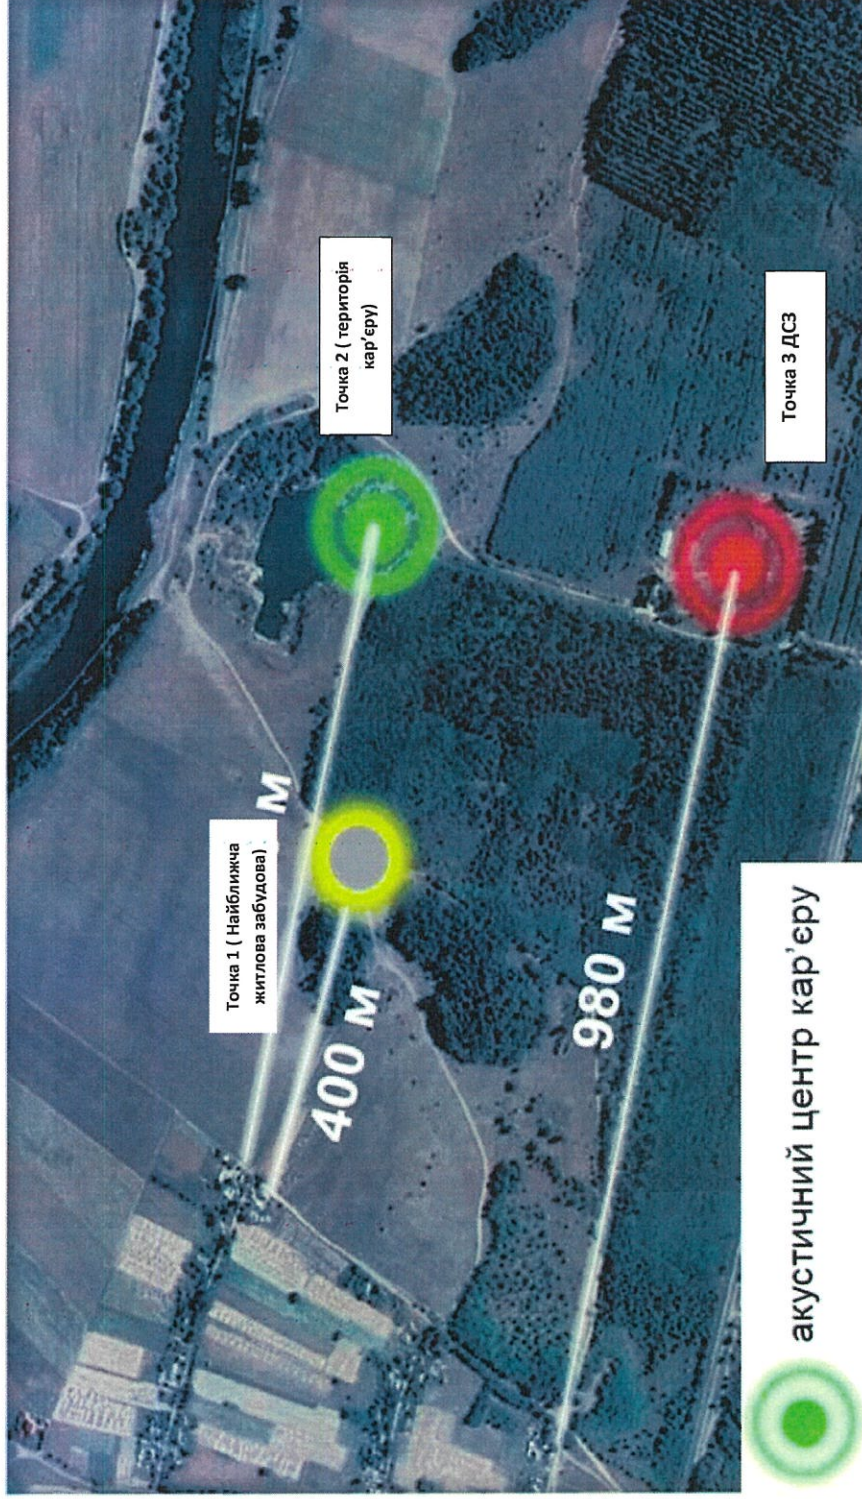 Точка 1 ( Найближча
житлова забудова)
м
400 м
Точка 2 ( територія
кар'єру)
980 м
Точка 3 ДСЗ
акустичний центр кар'єру